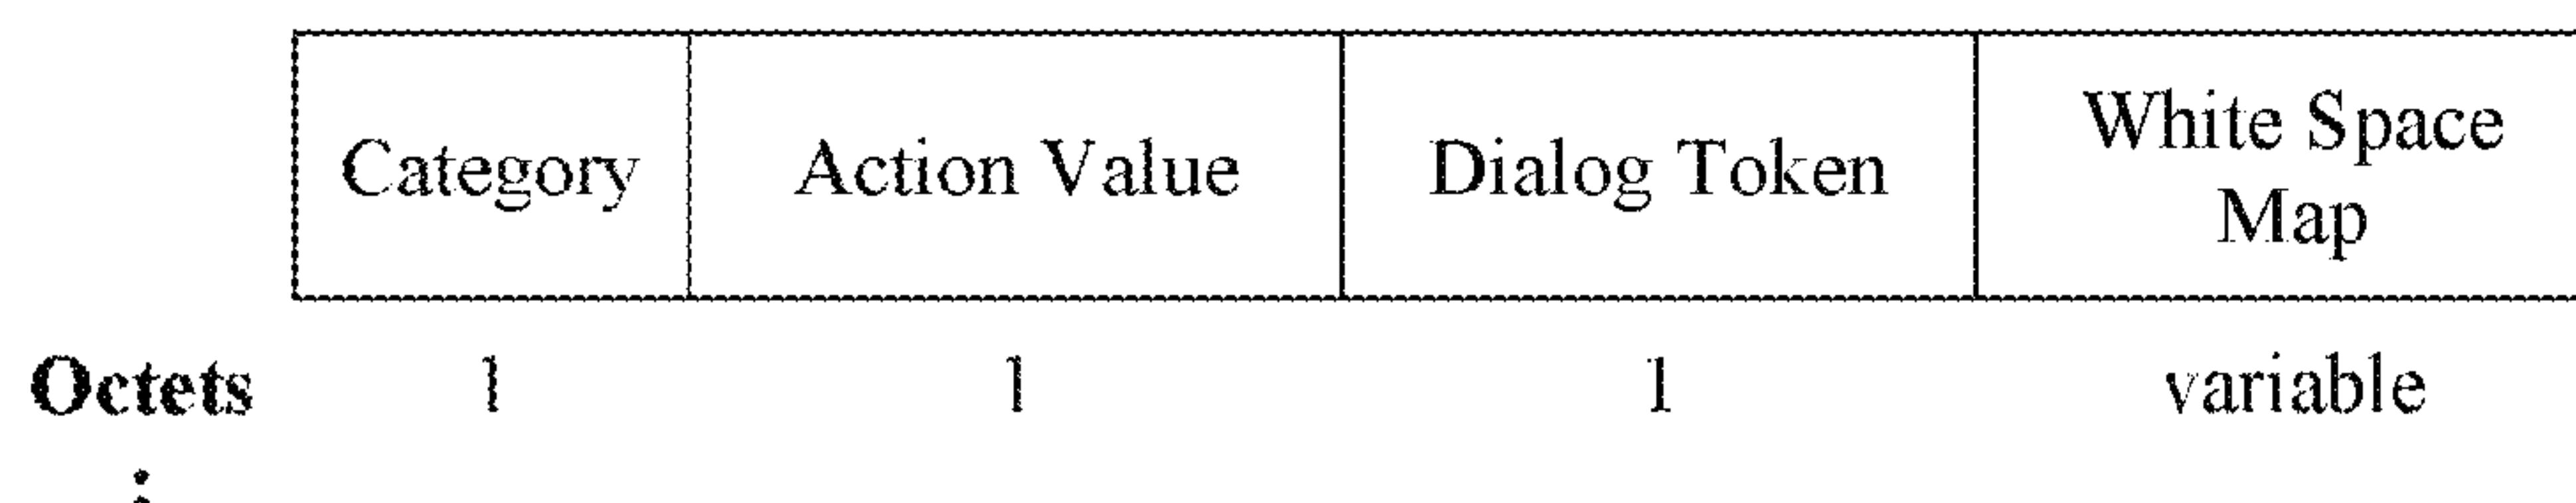 Category Action Value Dialog Token White Space
Map
Octets 1 1 1 variable
: